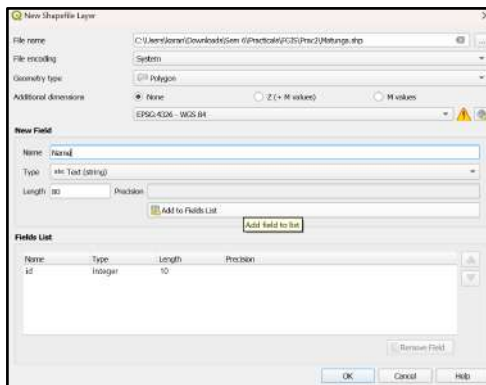 New Shapefile Layer
File name C:\Users\karan\Downloads\Sem 6\Practicals\PGIS\Prac2\Matunga.shp
File encoding System
Geometry type Polygon
Additional dimensions None Z (+ M values) M values
EPSG:4326 - WGS 84
New Field
Name Name
Type abc Text (string)
Length 80 Precision
Add to Fields List
Add field to list
Fields List
Name Type Length Precision
id Integer 10
Remove Field
OK Cancel Help